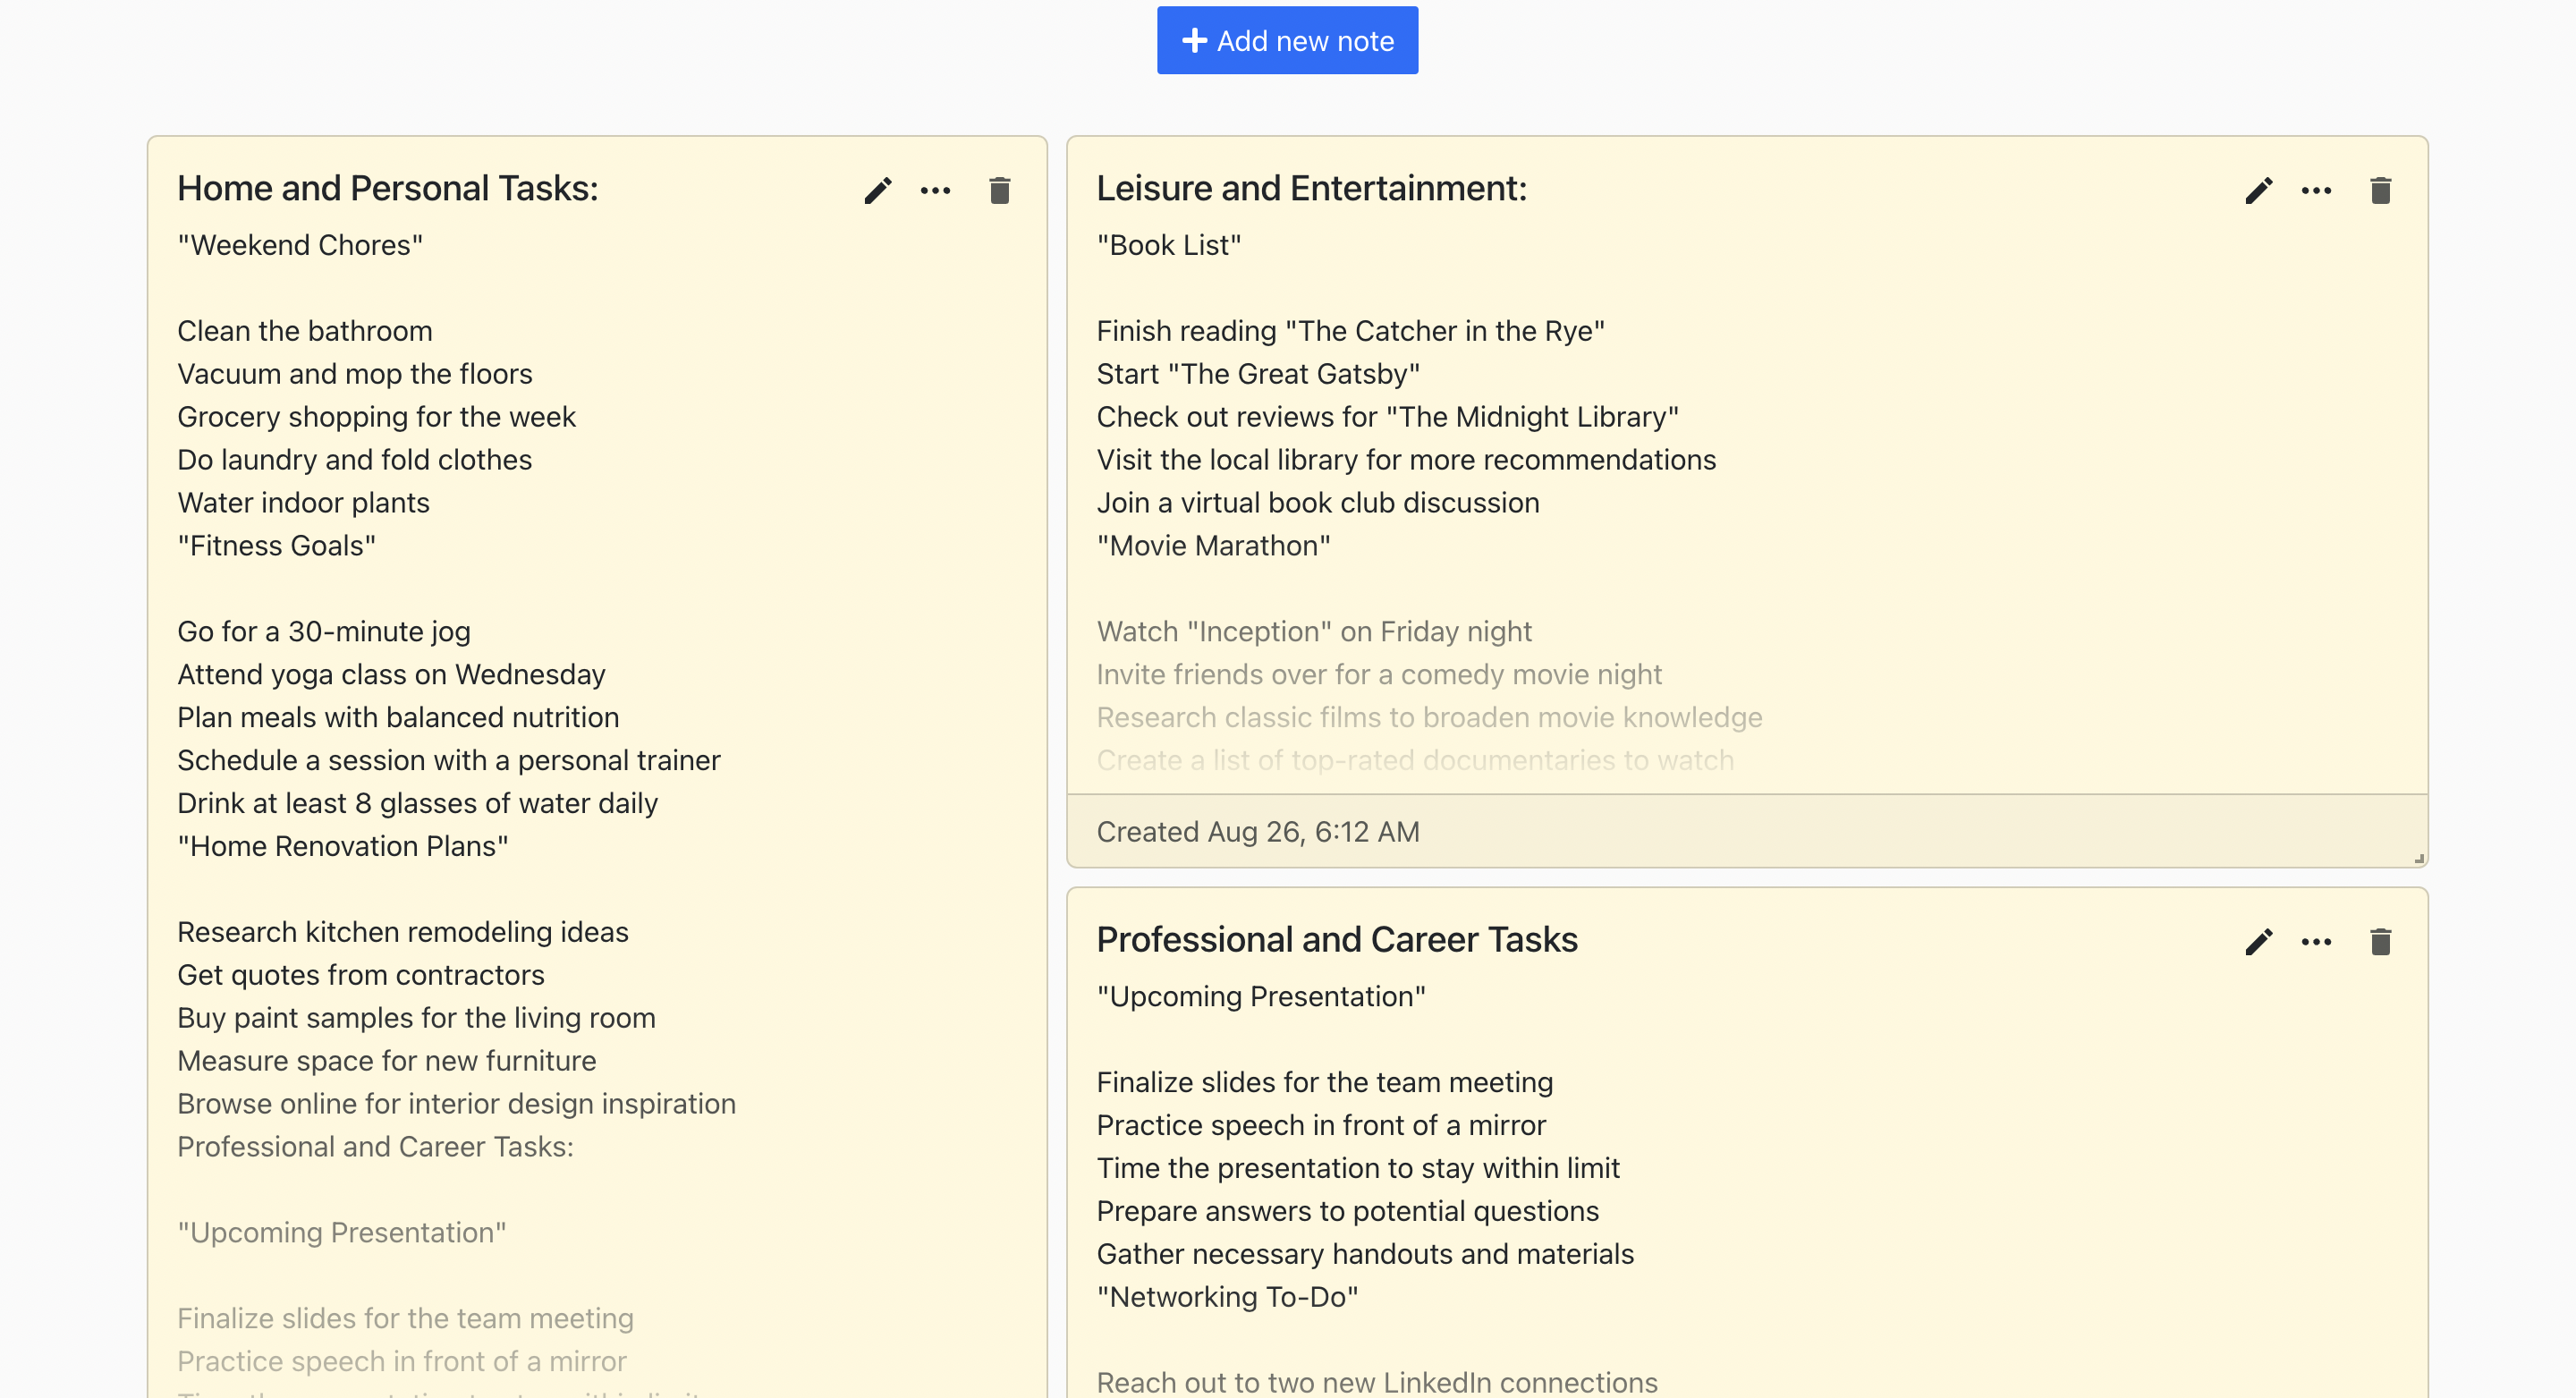 Add new note
Home and Personal Tasks:
"Weekend Chores"
Clean the bathroom
Vacuum and mop the floors
Grocery shopping for the week
Do laundry and fold clothes
Water indoor plants
"Fitness Goals"
Go for a 30-minute jog
Attend yoga class on Wednesday
Plan meals with balanced nutrition
Schedule a session with a personal trainer
Drink at least 8 glasses of water daily
"Home Renovation Plans"
Research kitchen remodeling ideas
Get quotes from contractors
Buy paint samples for the living room
Measure space for new furniture
Browse online for interior design inspiration
Professional and Career Tasks:
"Upcoming Presentation"
Finalize slides for the team meeting
Practice speech in front of a mirror
Leisure and Entertainment:
"Book List"
Finish reading "The Catcher in the Rye"
Start "The Great Gatsby"
Check out reviews for "The Midnight Library"
Visit the local library for more recommendations
Join a virtual book club discussion
"Movie Marathon"
Watch "Inception" on Friday night
Invite friends over for a comedy movie night
Research classic films to broaden movie knowledge
Create a list of top-rated documentaries to watch
Created Aug 26, 6:12 AM
Professional and Career Tasks
"Upcoming Presentation"
Finalize slides for the team meeting
Practice speech in front of a mirror
Time the presentation to stay within limit
Prepare answers to potential questions
Gather necessary handouts and materials
"Networking To-Do"
Reach out to two new LinkedIn connections